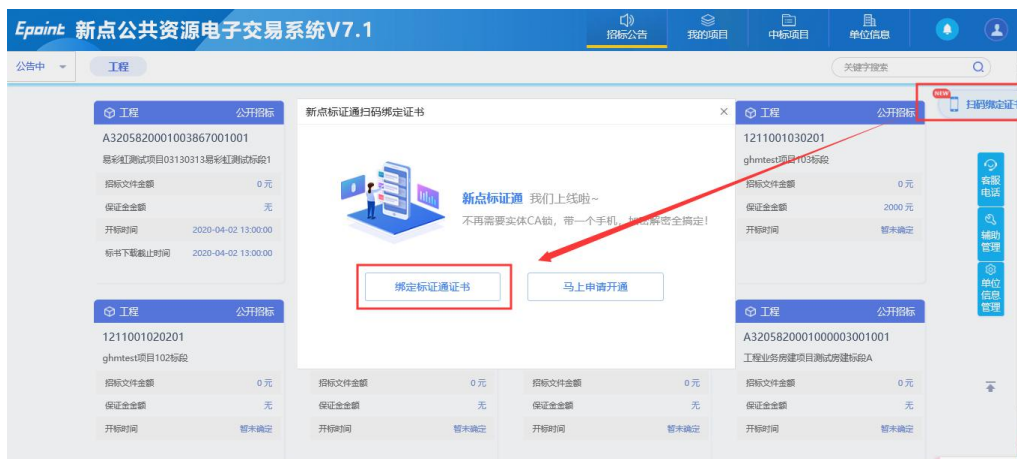 Epoint 新点公共资源电子交易系统V7.1
招标公告
我的项目
中标项目
单位信息
公告中
工程
关键字搜索
NEW
扫码绑定证书
工程 公开招标
A3205820001003867001001
易彩虹测试项目03130313易彩虹测试标段1
招标文件金额 0 元
保证金金额 无
开标时间 2020-04-02 13:00:00
标书下载截止时间 2020-04-02 13:00:00
新点标证通扫码绑定证书 ×
新点标证通 我们上线啦~
不再需要实体CA锁，带一个手机，加密解密全搞定!
绑定标证通证书
马上申请开通
工程 公开招标
1211001030201
ghmtest项目103标段
招标文件金额 0 元
保证金金额 2000 元
开标时间 暂未确定
客服
电话
辅助
管理
单位
信息
管理
工程 公开招标
1211001020201
ghmtest项目102标段
招标文件金额 0 元
保证金金额 无
开标时间 暂未确定
招标文件金额 0 元
保证金金额 无
开标时间 暂未确定
招标文件金额 0 元
保证金金额 无
开标时间 暂未确定
工程 公开招标
A3205820001000003001001
工程业务房建项目测试房建标段A
招标文件金额 0 元
保证金金额 无
开标时间 暂未确定